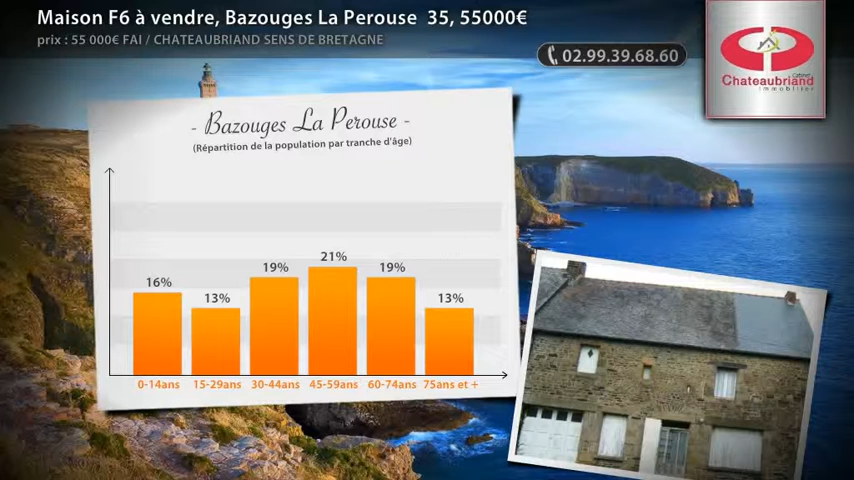 Maison F6 à vendre, Bazouges La Perouse 35, 55000€
prix : 55 000€ FAI / CHATEAUBRIAND SENS DE BRETAGNE
02.99.39.68.60
Cabinet
Chateaubriand
immobilier
- Bazouges La Perouse -
(Répartition de la population par tranche d'âge)
16% 13% 19% 21% 19% 13%
0-14ans 15-29ans 30-44ans 45-59ans 60-74ans 75ans et +